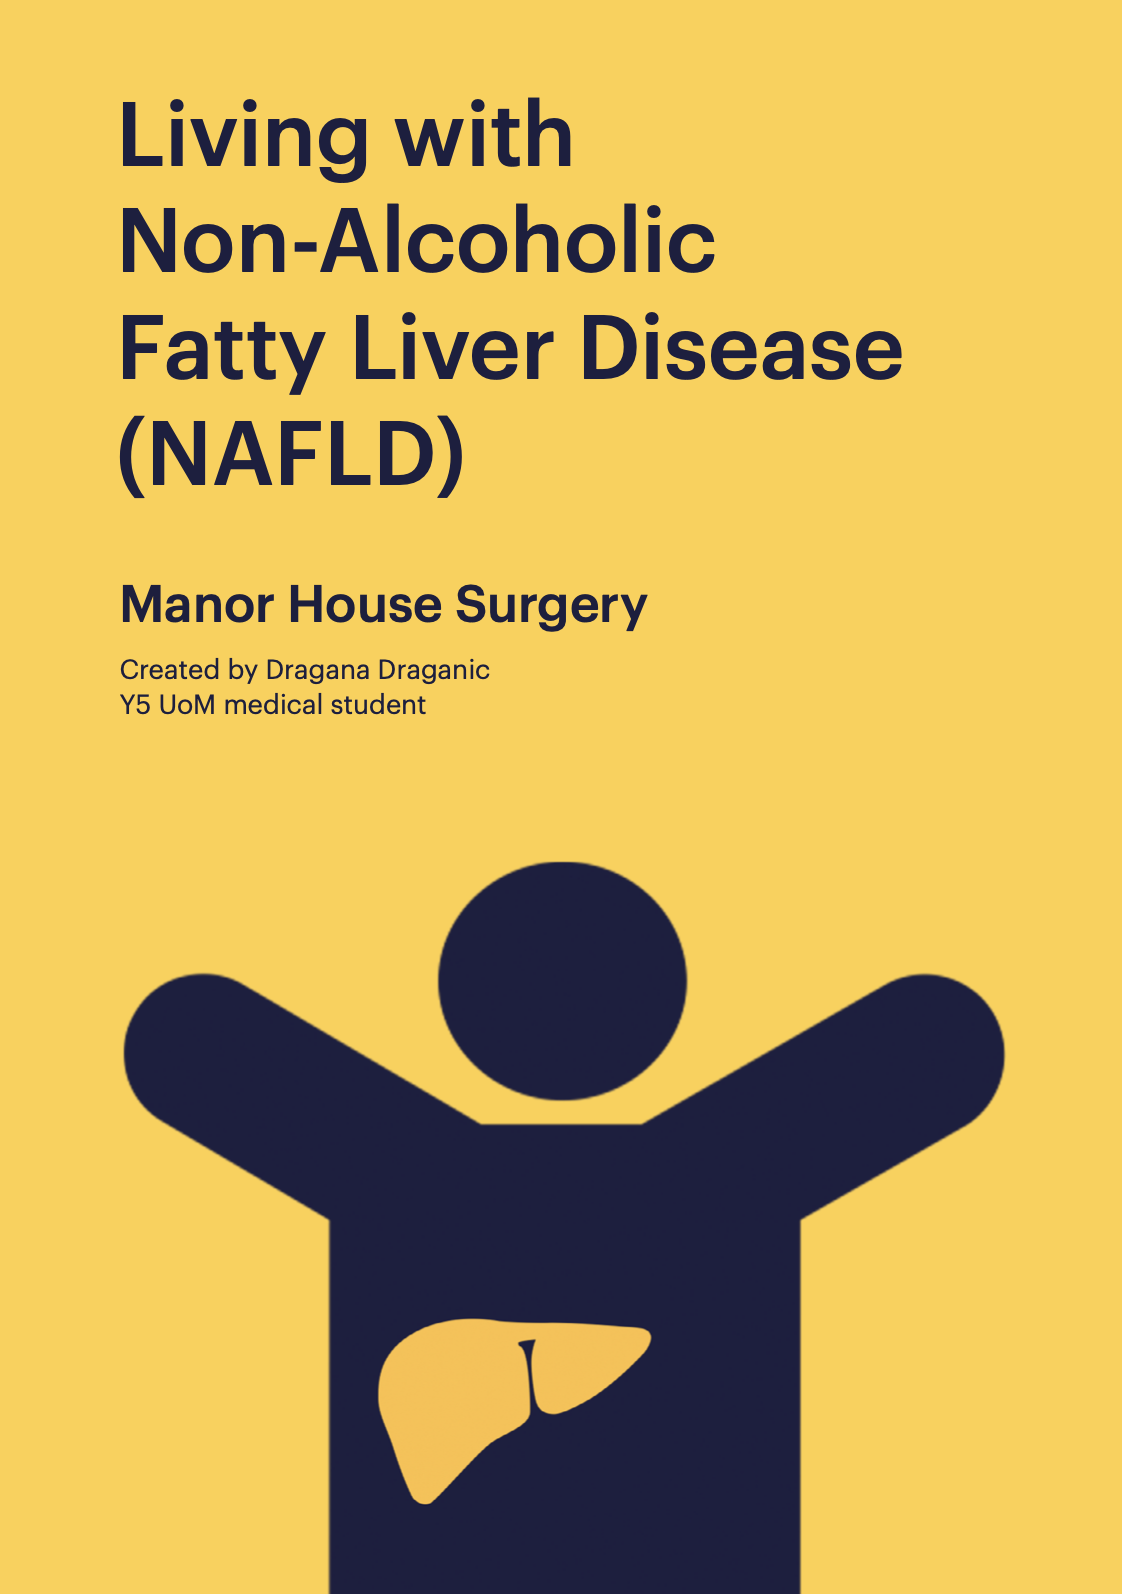 Living with
Non-Alcoholic
Fatty Liver Disease
(NAFLD)
Manor House Surgery
Created by Dragana Draganic
Y5 UoM medical student